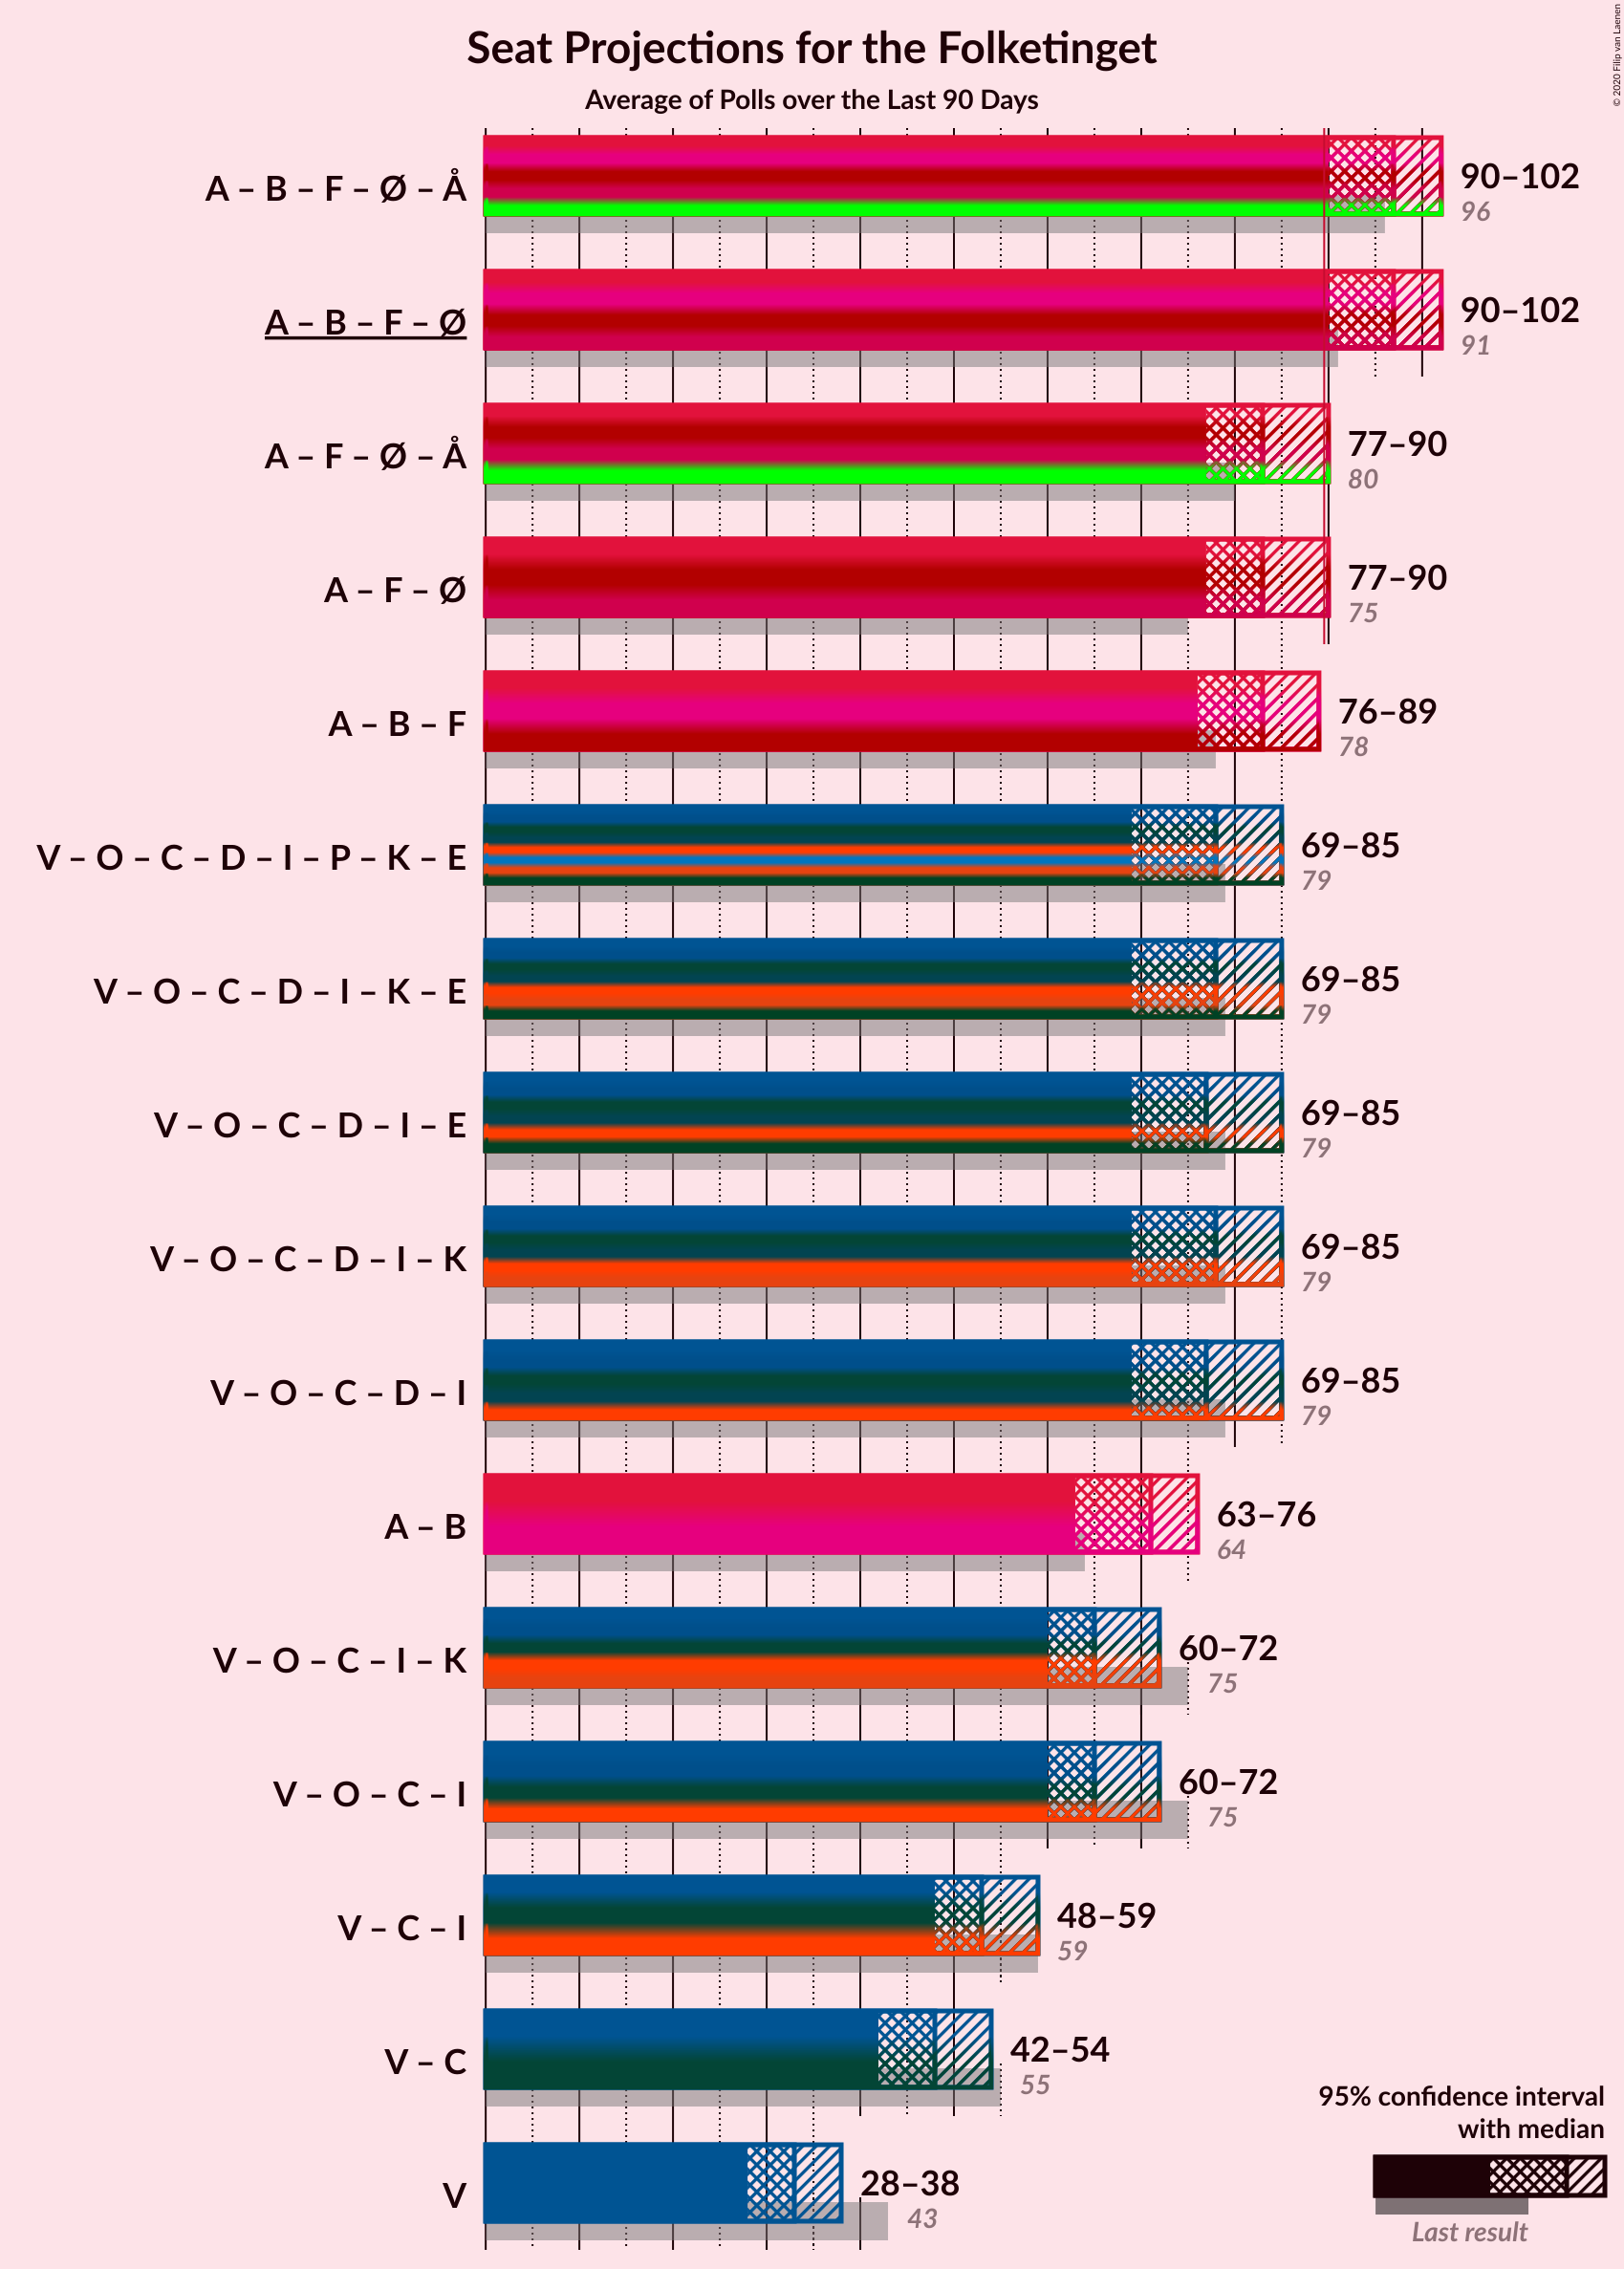 Seat Projections for the Folketinget
Average of Polls over the Last 90 Days
© 2020 Filip van Laenen
A – B – F – Ø – Å
90–102
96
A – B – F – Ø
90–102
91
A – F – Ø – Å
77–90
80
A – F – Ø
77–90
75
A – B – F
76–89
78
V – O – C – D – I – P – K – E
69–85
79
V – O – C – D – I – K – E
69–85
79
V – O – C – D – I – E
69–85
79
V – O – C – D – I – K
69–85
79
V – O – C – D – I
69–85
79
A – B
63–76
64
V – O – C – I – K
60–72
75
V – O – C – I
60–72
75
V – C – I
48–59
59
V – C
42–54
55
V
28–38
43
95% confidence interval
with median
Last result